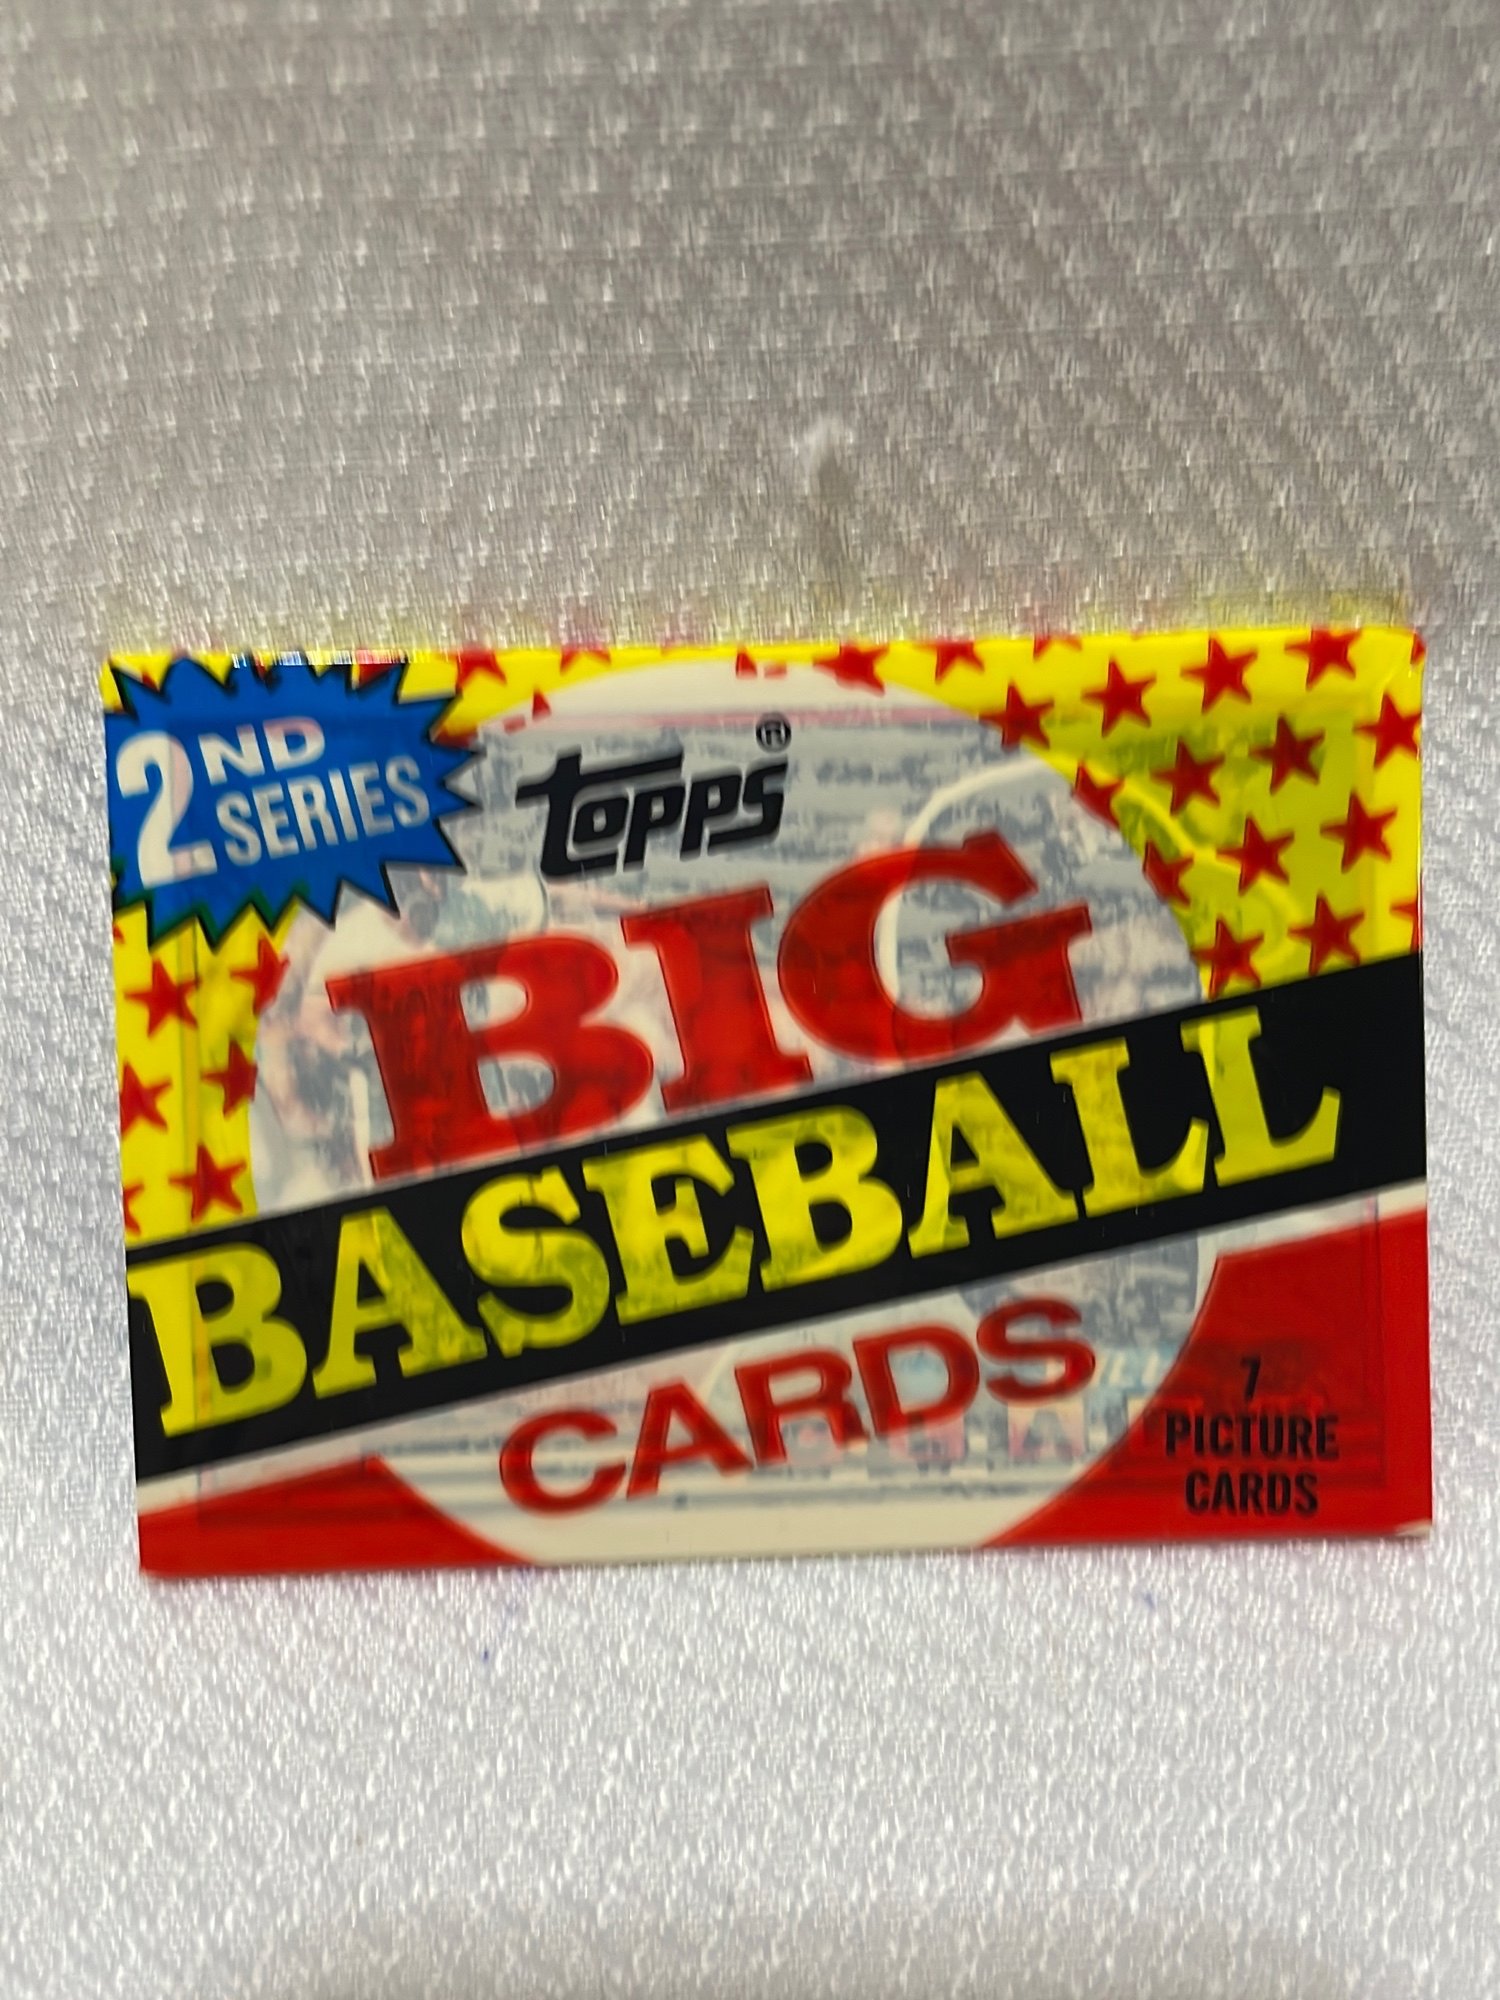 2ND
SERIES
Topps®
BIG
BASEBALL
CARDS
7
PICTURE
CARDS